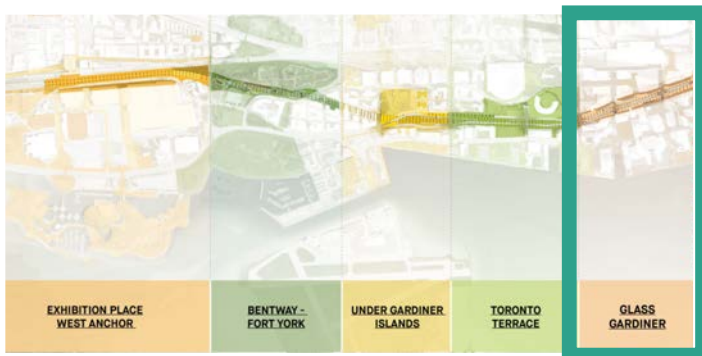 EXHIBITION PLACE
WEST ANCHOR
BENTWAY -
FORT YORK
UNDER GARDINER
ISLANDS
TORONTO
TERRACE
GLASS
GARDINER